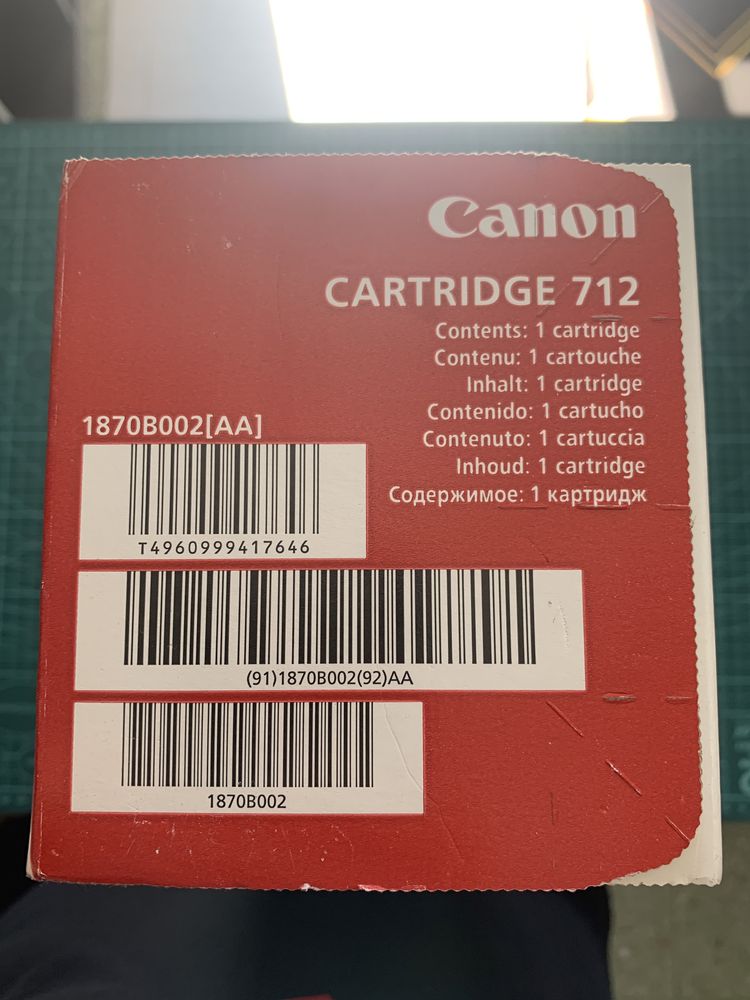 Canon
CARTRIDGE 712
Contents: 1 cartridge
Contenu: 1 cartouche
Inhalt: 1 cartridge
Contenido: 1 cartucho
Contenuto: 1 cartuccia
Inhoud: 1 cartridge
Содержимое: 1 картридж
1870B002[AA]
T4960999417646
(91)1870B002(92)AA
1870B002